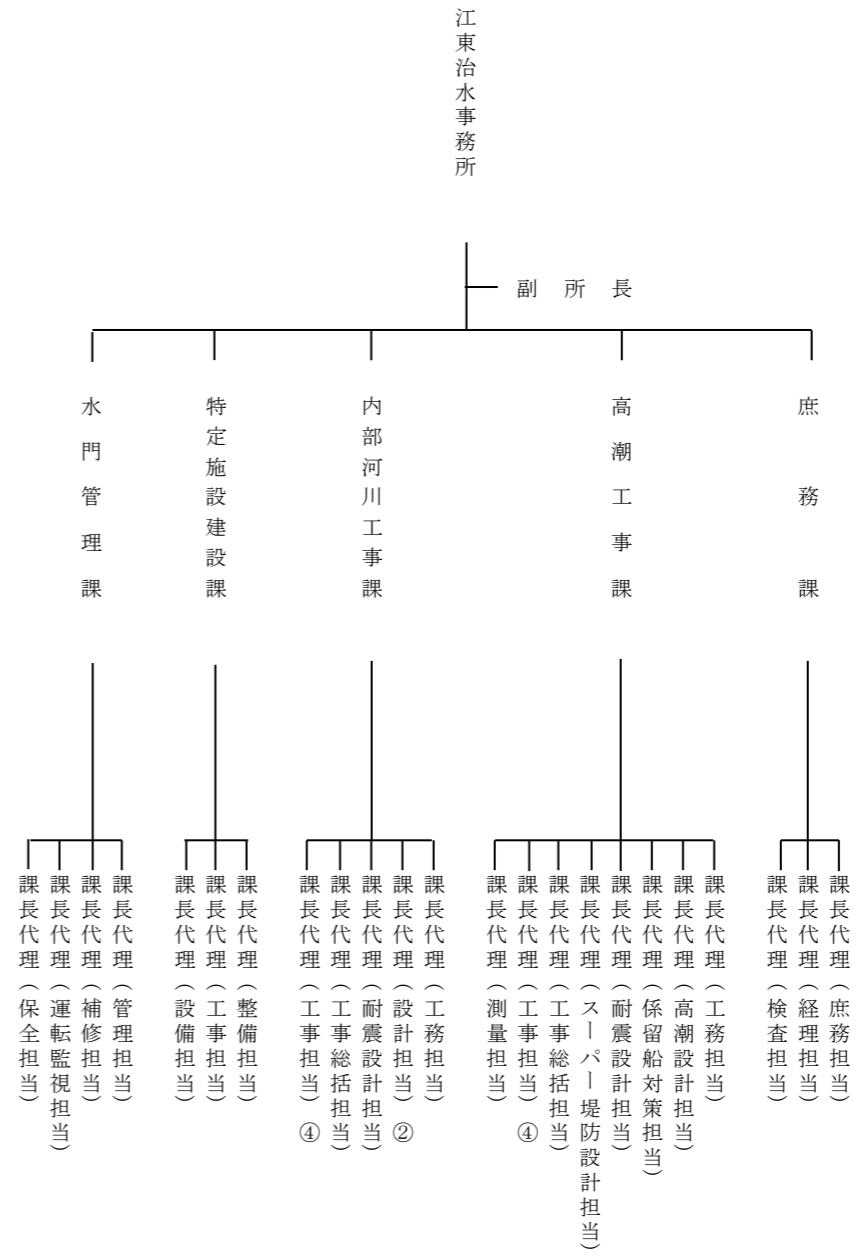 江東治水事務所
副所長
庶務課
高潮工事課
内部河川工事課
特定施設建設課
水門管理課
課長代理（庶務担当）
課長代理（経理担当）
課長代理（検査担当）
課長代理（工務担当）
課長代理（高潮設計担当）
課長代理（係留船対策担当）
課長代理（耐震設計担当）
課長代理（スーパー堤防設計担当）
課長代理（工事総括担当）
課長代理（工事担当）④
課長代理（測量担当）
課長代理（工務担当）
課長代理（設計担当）②
課長代理（耐震設計担当）
課長代理（工事総括担当）
課長代理（工事担当）④
課長代理（整備担当）
課長代理（工事担当）
課長代理（設備担当）
課長代理（管理担当）
課長代理（補修担当）
課長代理（運転監視担当）
課長代理（保全担当）